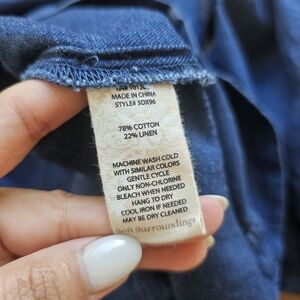 MADE IN CHINA
STYLE# 5DX96
78% COTTON
22% LINEN
MACHINE WASH COLD
WITH SIMILAR COLORS
GENTLE CYCLE
ONLY NON-CHLORINE
BLEACH WHEN NEEDED
HANG TO DRY
COOL IRON IF NEEDED
MAY BE DRY CLEANED
Soft Surroundings